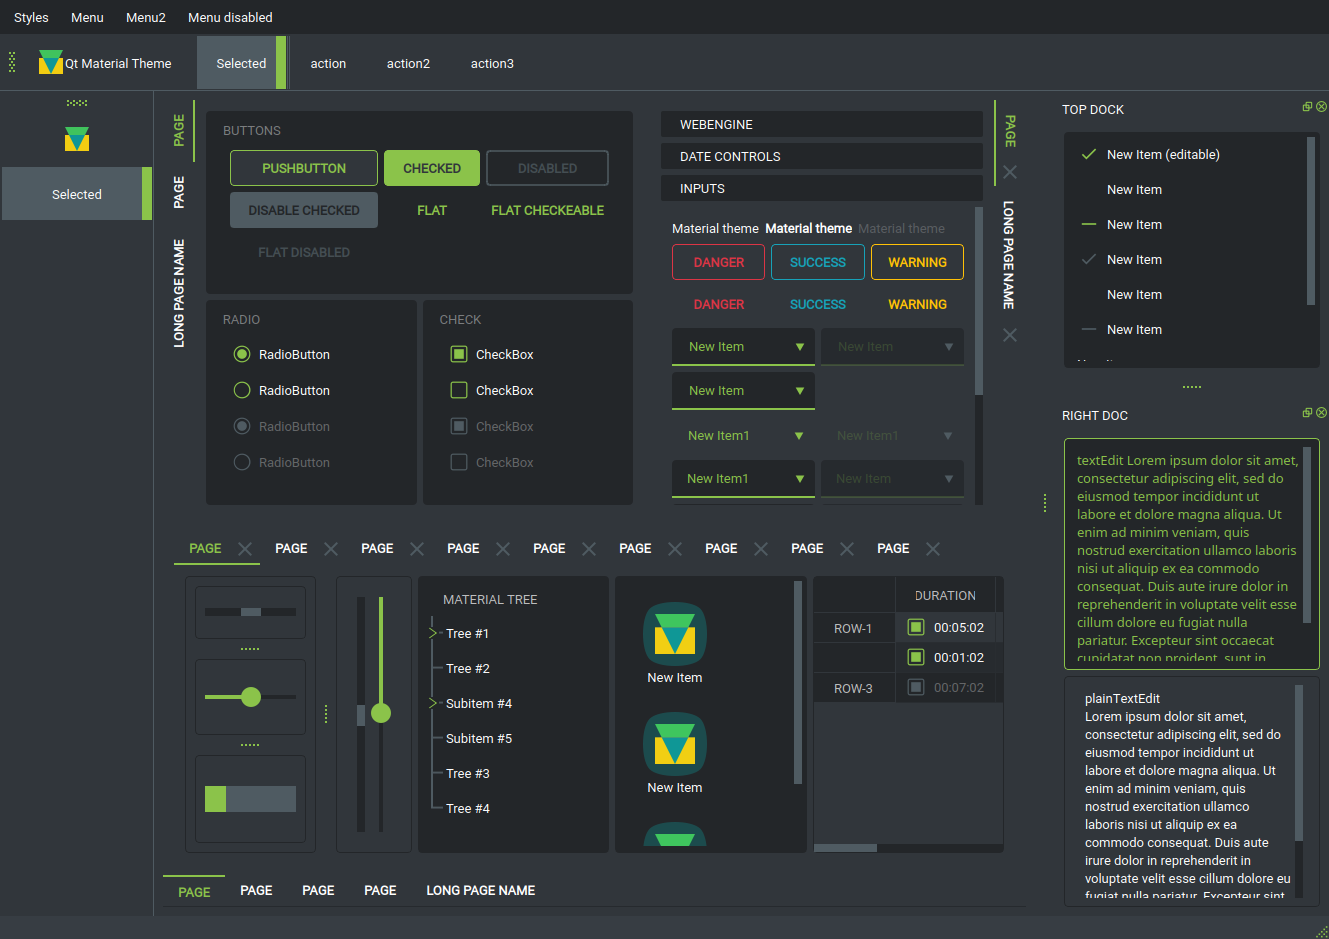 Styles Menu Menu2 Menu disabled
Qt Material Theme Selected action action2 action3
Selected
PAGE
PAGE
LONG PAGE NAME
BUTTONS
PUSHBUTTON CHECKED DISABLED
DISABLE CHECKED FLAT FLAT CHECKEABLE
FLAT DISABLED
RADIO
RadioButton
RadioButton
RadioButton
RadioButton
CHECK
CheckBox
CheckBox
CheckBox
CheckBox
WEBENGINE
DATE CONTROLS
INPUTS
Material theme Material theme Material theme
DANGER SUCCESS WARNING
DANGER SUCCESS WARNING
New Item New Item
New Item
New Item1 New Item1
New Item1 New Item
PAGE
LONG PAGE NAME
PAGE PAGE PAGE PAGE PAGE PAGE PAGE PAGE PAGE
MATERIAL TREE
Tree #1
Tree #2
Subitem #4
Subitem #5
Tree #3
Tree #4
New Item
New Item
DURATION
ROW-1 00:05:02
00:01:02
ROW-3 00:07:02
PAGE PAGE PAGE PAGE LONG PAGE NAME
TOP DOCK
New Item (editable)
New Item
New Item
New Item
New Item
New Item
RIGHT DOC
textEdit Lorem ipsum dolor sit amet,
consectetur adipiscing elit, sed do
eiusmod tempor incididunt ut
labore et dolore magna aliqua. Ut
enim ad minim veniam, quis
nostrud exercitation ullamco laboris
nisi ut aliquip ex ea commodo
consequat. Duis aute irure dolor in
reprehenderit in voluptate velit esse
cillum dolore eu fugiat nulla
pariatur. Excepteur sint occaecat
cupidatat non proident, sunt in
plainTextEdit
Lorem ipsum dolor sit amet,
consectetur adipiscing elit, sed do
eiusmod tempor incididunt ut
labore et dolore magna aliqua. Ut
enim ad minim veniam, quis
nostrud exercitation ullamco
laboris nisi ut aliquip ex ea
commodo consequat. Duis aute
irure dolor in reprehenderit in
voluptate velit esse cillum dolore eu
fugiat nulla pariatur. Excepteur sint